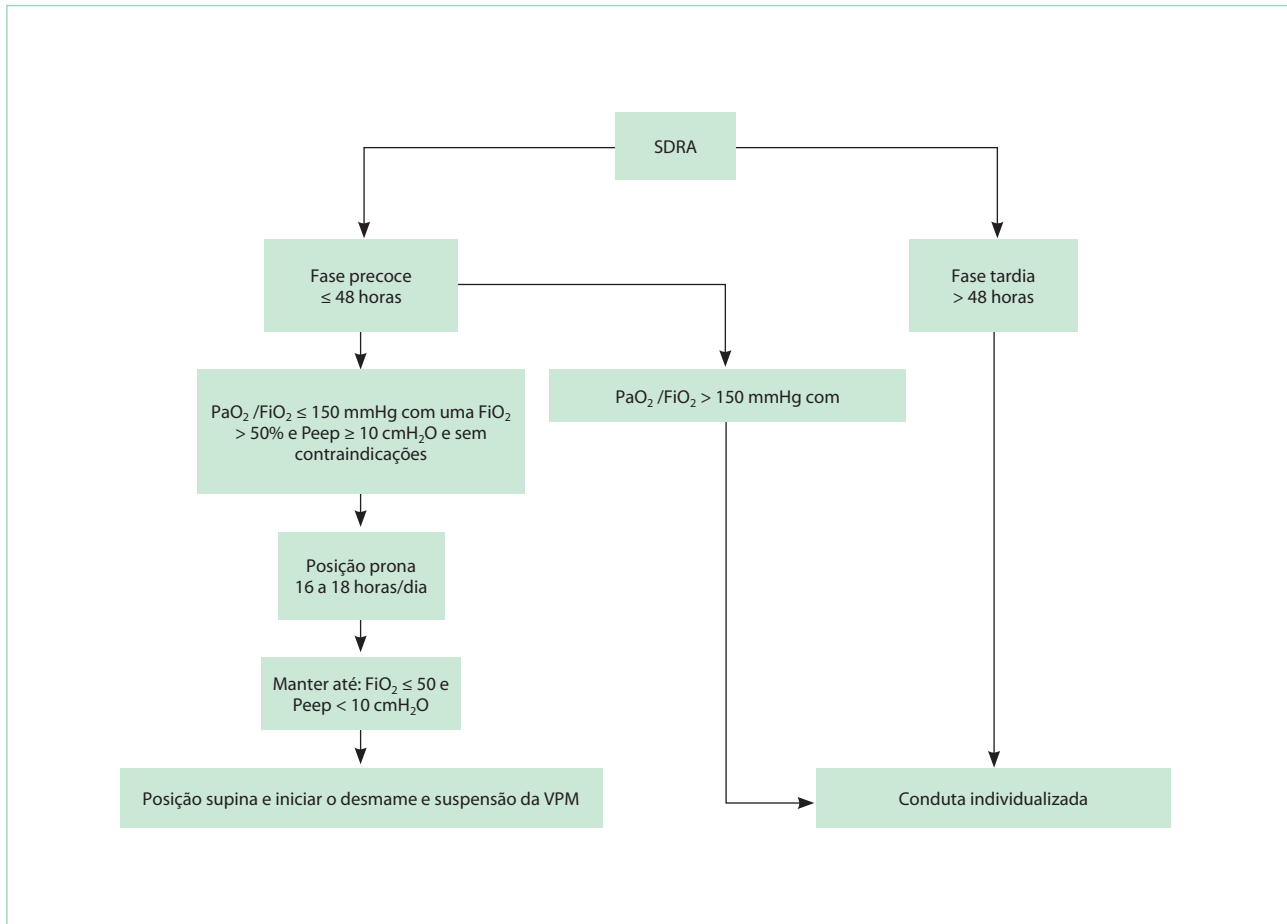 SDRA
Fase precoce
≤ 48 horas
Fase tardia
> 48 horas
PaO₂ /FiO₂ ≤ 150 mmHg com uma FiO₂
> 50% e Peep ≥ 10 cmH₂O e sem
contraindicações
PaO₂ /FiO₂ > 150 mmHg com
Posição prona
16 a 18 horas/dia
Manter até: FiO₂ ≤ 50 e
Peep < 10 cmH₂O
Posição supina e iniciar o desmame e suspensão da VPM
Conduta individualizada